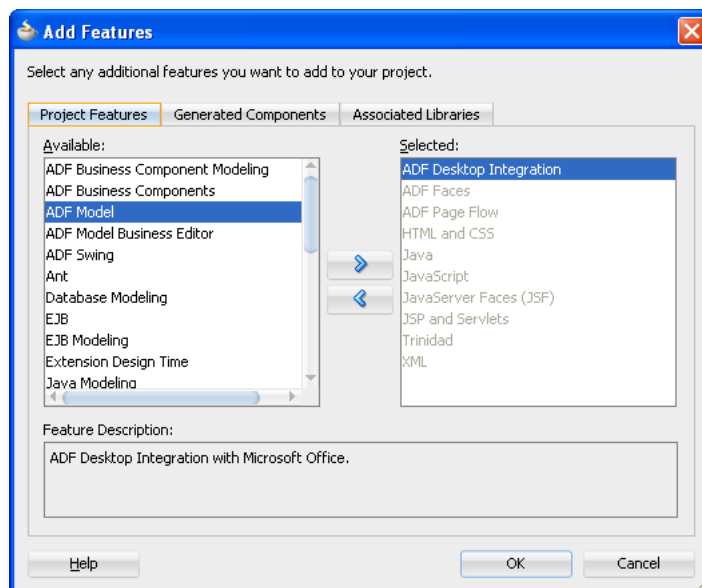 Add Features
Select any additional features you want to add to your project.
Project Features Generated Components Associated Libraries
Available:
ADF Business Component Modeling
ADF Business Components
ADF Model
ADF Model Business Editor
ADF Swing
Ant
Database Modeling
EJB
EJB Modeling
Extension Design Time
Java Modeling
Selected:
ADF Desktop Integration
ADF Faces
ADF Page Flow
HTML and CSS
Java
JavaScript
JavaServer Faces (JSF)
JSP and Servlets
Trinidad
XML
Feature Description:
ADF Desktop Integration with Microsoft Office.
Help OK Cancel